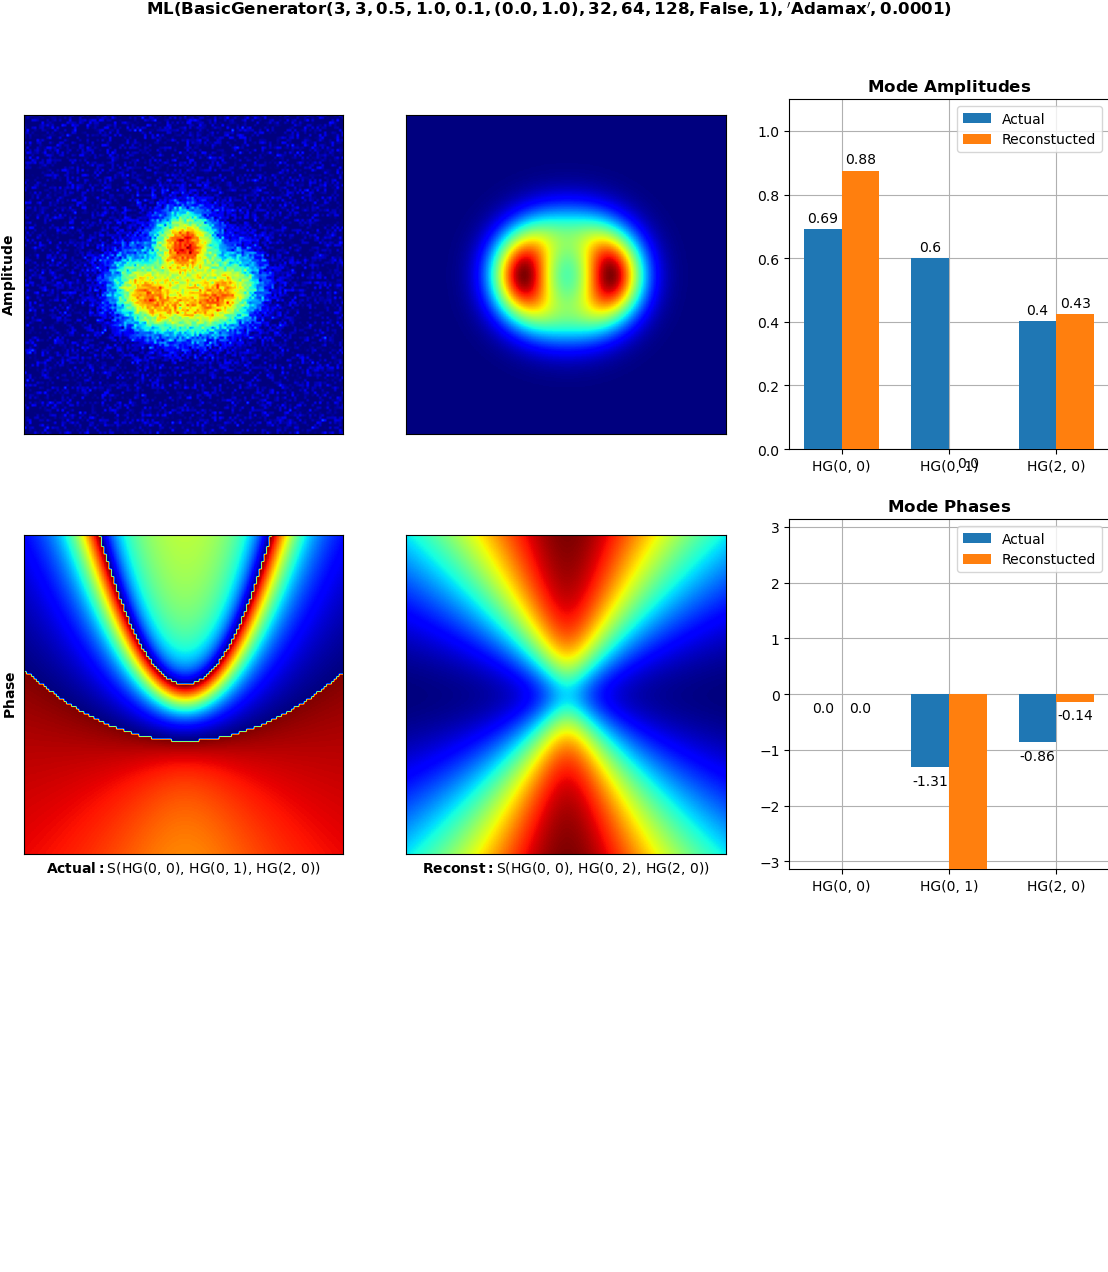 ML(BasicGenerator(3, 3, 0.5, 1.0, 0.1, (0.0, 1.0), 32, 64, 128, False, 1), ′Adamax′, 0.0001)
Mode Amplitudes
Actual
Reconstucted
1.0
0.8
0.6
0.4
0.2
0.0
0.69
0.88
0.6
0.0
0.4
0.43
HG(0, 0)
HG(0, 1)
HG(2, 0)
Amplitude
Mode Phases
Actual
Reconstucted
3
2
1
0
−1
−2
−3
0.0
0.0
-1.31
-0.86
-0.14
HG(0, 0)
HG(0, 1)
HG(2, 0)
Phase
Actual: S(HG(0, 0), HG(0, 1), HG(2, 0))
Reconst: S(HG(0, 0), HG(0, 2), HG(2, 0))